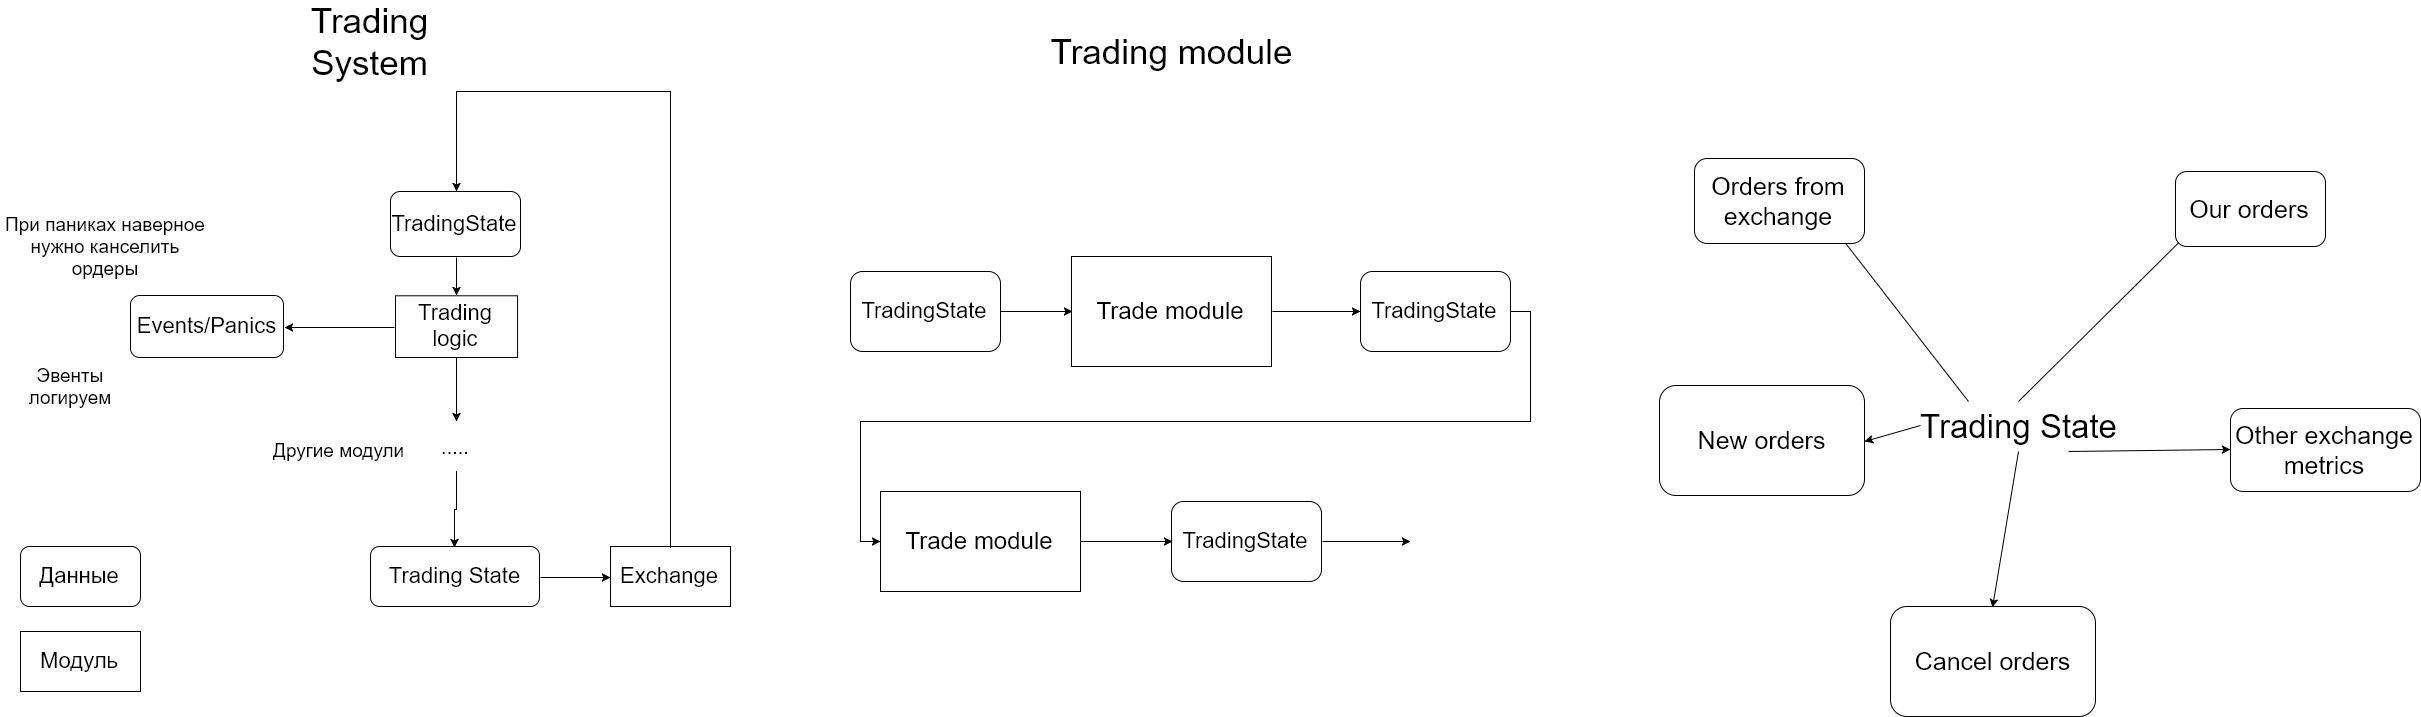 Trading
System
TradingState
При паниках наверное
нужно канселить
ордеры
Events/Panics
Trading
logic
Эвенты
логируем
Другие модули
.....
Данные
Trading State
Exchange
Модуль
Trading module
TradingState
Trade module
TradingState
Trade module
TradingState
Orders from
exchange
Our orders
New orders
Trading State
Other exchange
metrics
Cancel orders